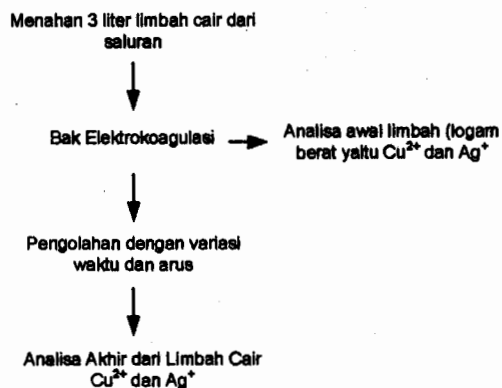 Menahan 3 liter limbah cair dari
saluran
Bak Elektrokoagulasi
Analisa awal limbah (logam
berat yaitu Cu²⁺ dan Ag⁺
Pengolahan dengan variasi
waktu dan arus
Analisa Akhir dari Limbah Cair
Cu²⁺ dan Ag⁺